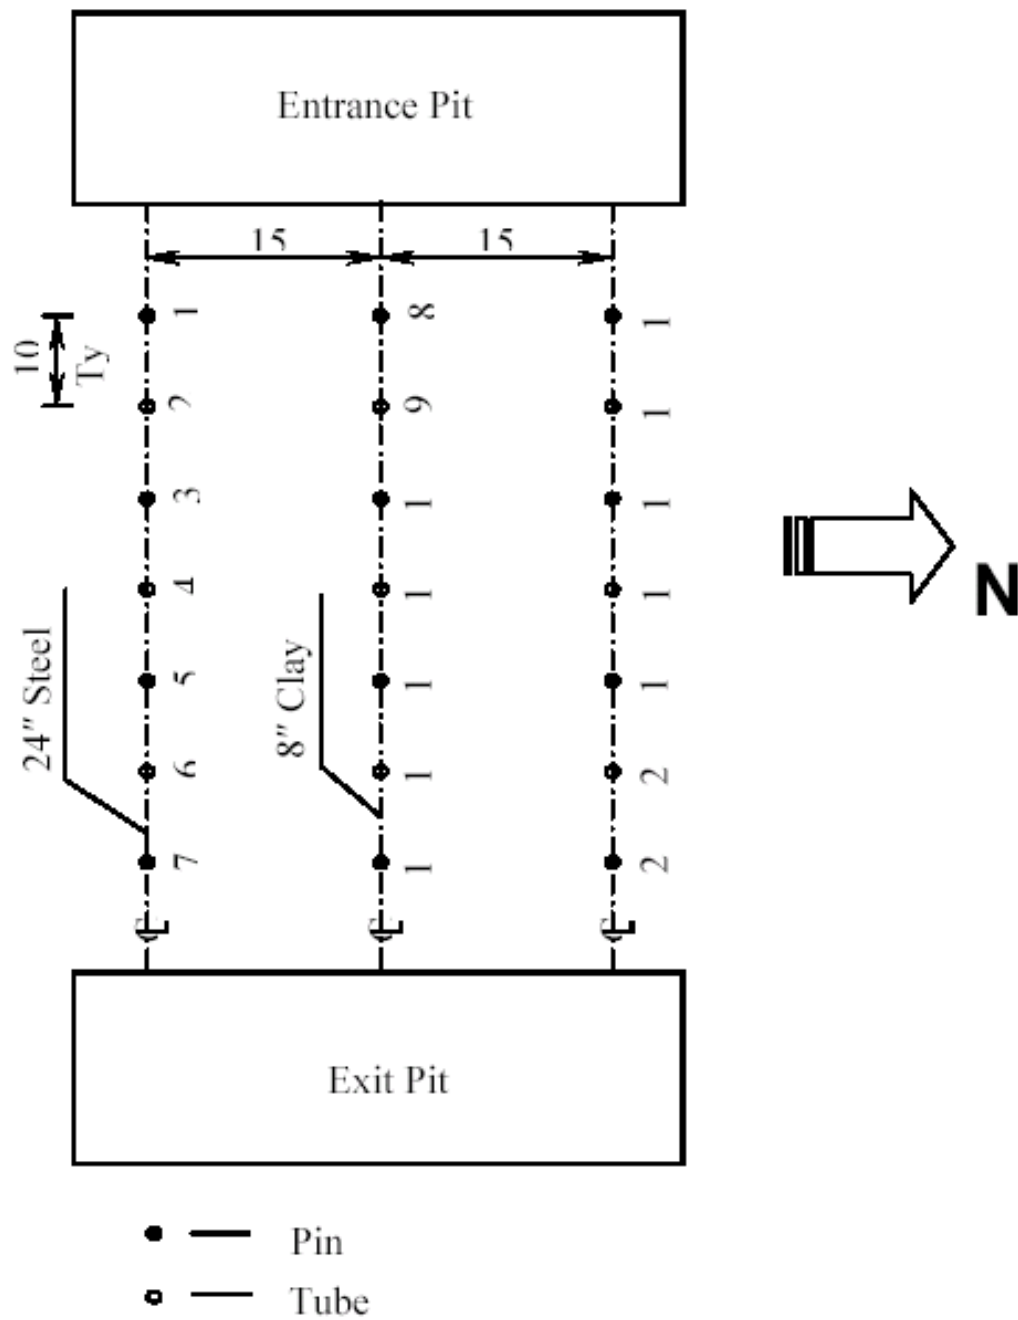 Entrance Pit
15 15
1 8 1
10 Ty
2 9 1
3 1 1
4 1 1
24" Steel
8" Clay
5 1 1
6 1 2
7 1 2
℄ ℄ ℄
N
Exit Pit
Pin
Tube